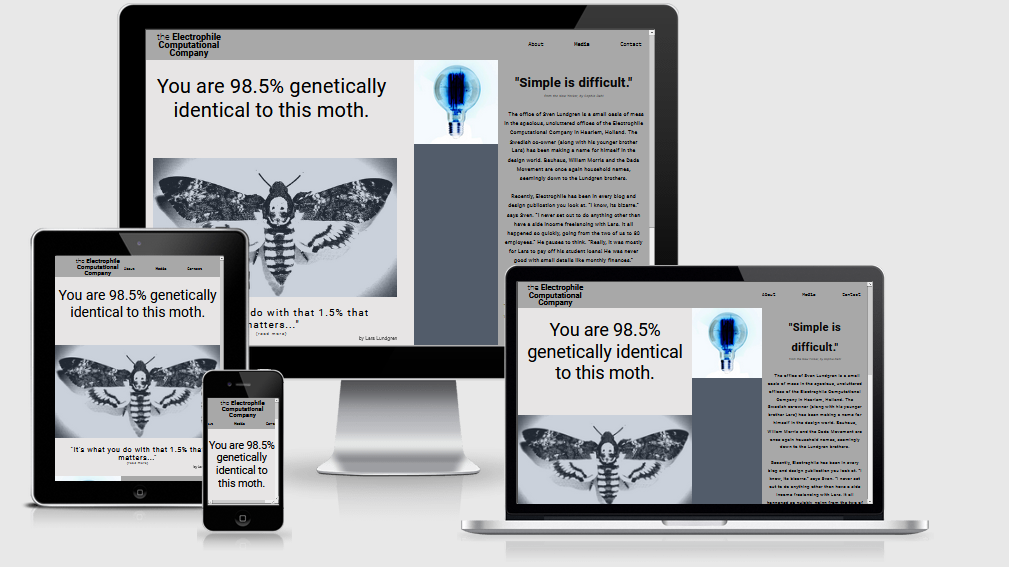 the Electrophile
Computational
Company
About
Media
Contact
You are 98.5% genetically
identical to this moth.
"Simple is difficult."
The office of Sven Lundgren is a small oasis of mess
in the spacious, uncluttered offices of the Electrophile
Computational Company in Haarlem, Holland. The
Swedish co-owner (along with his younger brother
Lars) has been making a name for himself in the
design world. Bauhaus, William Morris and the Dada
Movement are once again household names,
seemingly down to the Lundgren brothers.
Recently, Electrophile has been in every blog and
design publication you look at. "I know, its bizarre."
says Sven. "I never set out to do anything other than
have a side income freelancing with Lars. It all
happened so quickly, going from the two of us to 50
employees." He pauses to think. "Really, it was mostly
for Lars to pay off his student loans! He was never
good with small details like monthly finances."
do with that 1.5% that
matters..."
(read more)
by Lars Lundgren
the Electrophile
Computational
Company
About
Media
Contact
You are 98.5% genetically
identical to this moth.
"It's what you do with that 1.5% tha
matters..."
(read more)
by Lar
the Electrophile
Computational
Company
Media
You are 98.5%
genetically
identical to
this moth.
the Electrophile
Computational
Company
About
Media
Contact
You are 98.5%
genetically identical
to this moth.
"Simple is
difficult."
The office of Sven Lundgren is a small
oasis of mess in the spacious, uncluttered
offices of the Electrophile Computational
Company in Haarlem, Holland. The
Swedish co-owner (along with his younger
brother Lars) has been making a name for
himself in the design world. Bauhaus,
William Morris and the Dada Movement are
once again household names, seemingly
down to the Lundgren brothers.
Recently, Electrophile has been in every
blog and design publication you look at. "I
know, its bizarre." says Sven. "I never set
out to do anything other than have a side
income freelancing with Lars. It all
happened so quickly, going from the two of